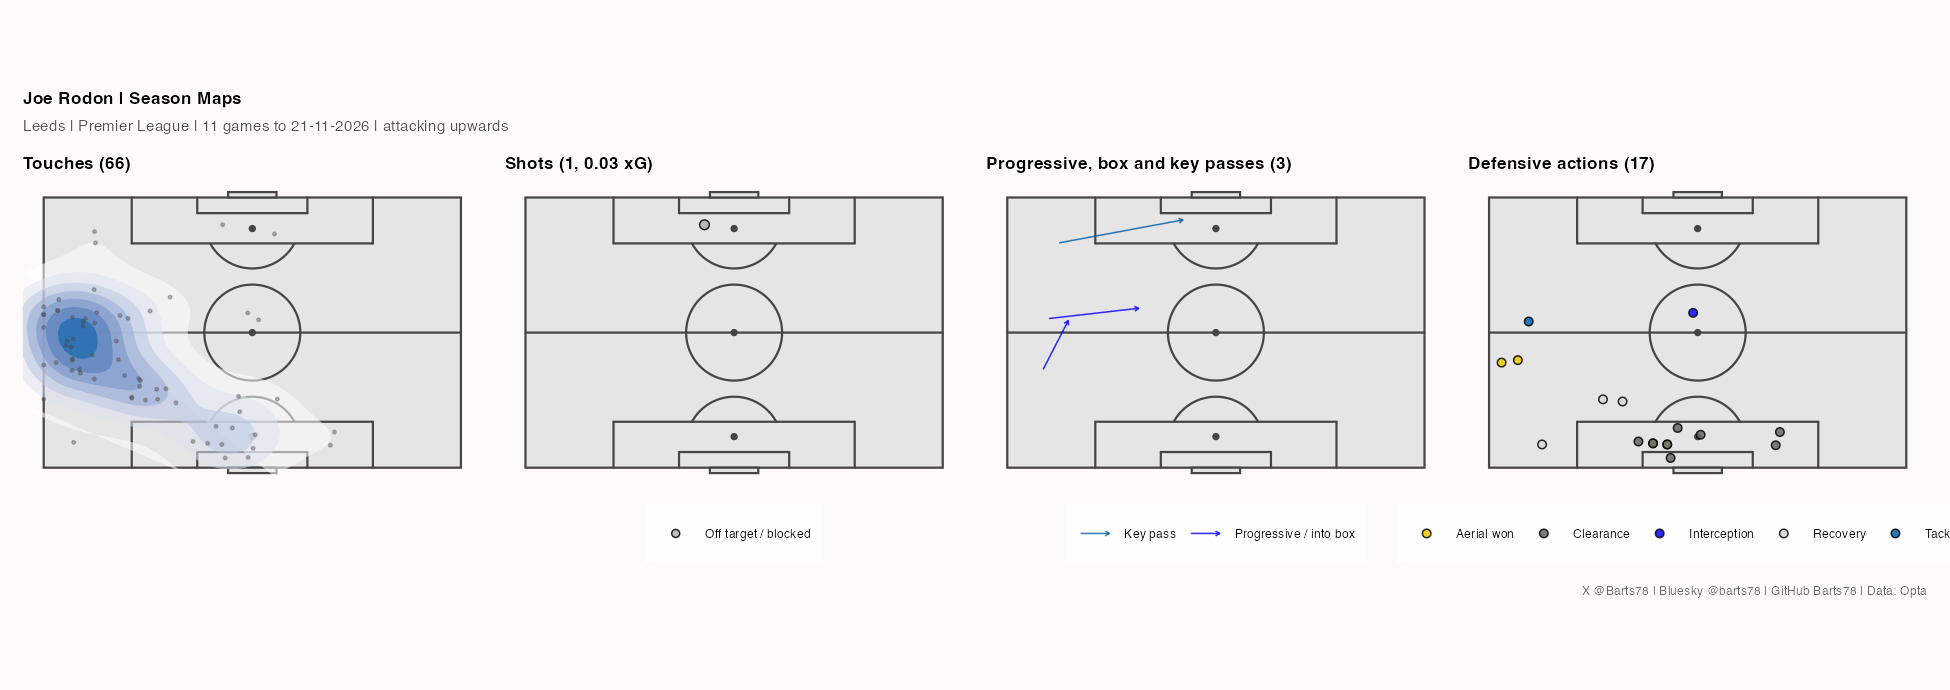 Joe Rodon | Season Maps
Leeds | Premier League | 11 games to 21-11-2026 | attacking upwards
Touches (66)
Shots (1, 0.03 xG)
Progressive, box and key passes (3)
Defensive actions (17)
Off target / blocked
Key pass
Progressive / into box
Aerial won
Clearance
Interception
Recovery
Tack
X @Barts78 | Bluesky @barts78 | GitHub Barts78 | Data: Opta